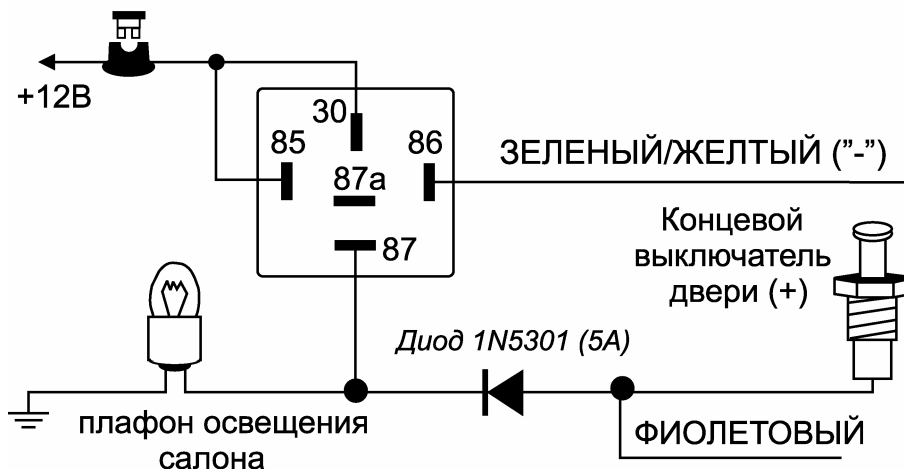 +12В
30
85
86
87а
87
ЗЕЛЕНЫЙ/ЖЕЛТЫЙ ("-")
Концевой
выключатель
двери (+)
Диод 1N5301 (5А)
плафон освещения
салона
ФИОЛЕТОВЫЙ